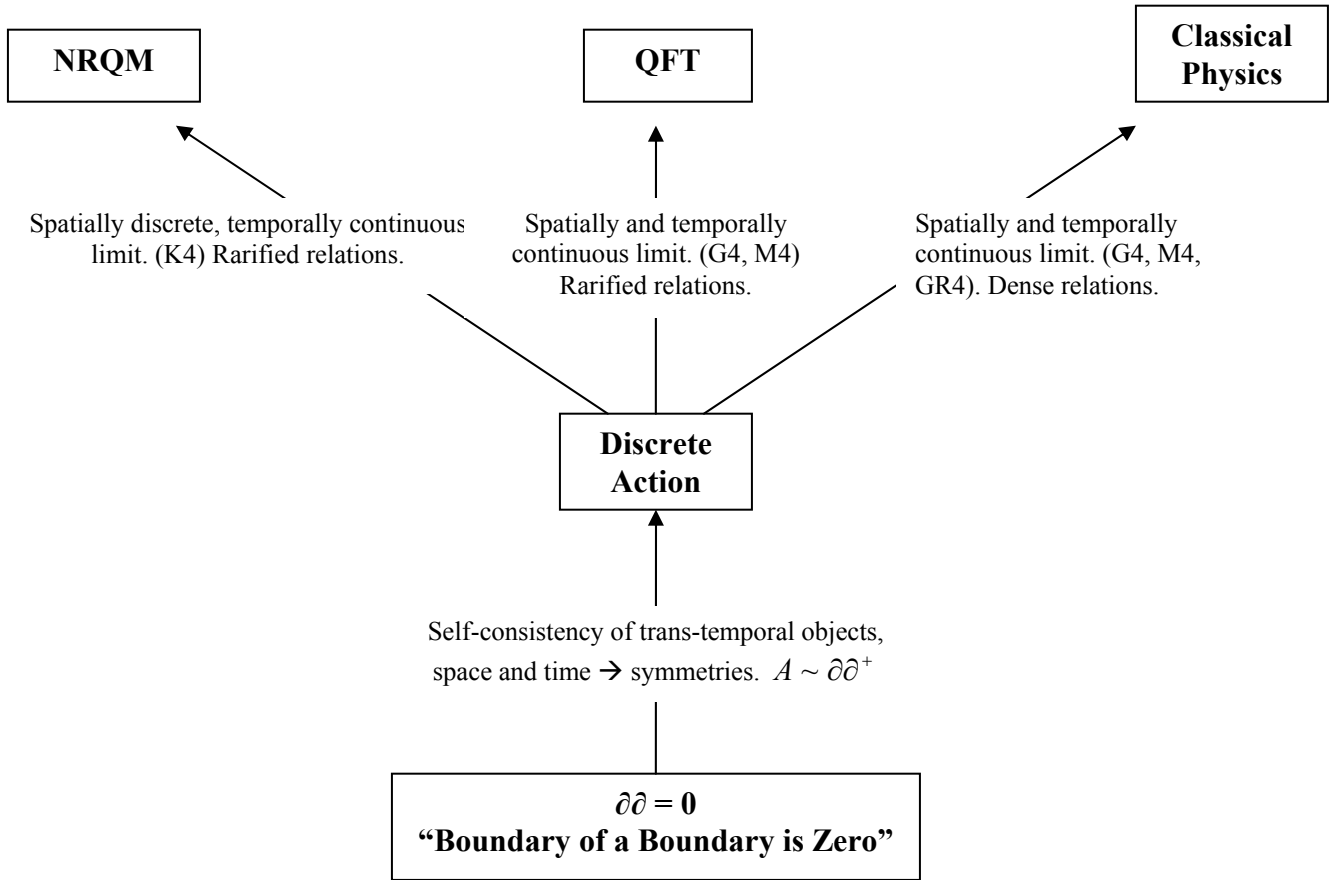 NRQM
QFT
Classical
Physics
Spatially discrete, temporally continuous
limit. (K4) Rarified relations.
Spatially and temporally
continuous limit. (G4, M4)
Rarified relations.
Spatially and temporally
continuous limit. (G4, M4,
GR4). Dense relations.
Discrete
Action
Self-consistency of trans-temporal objects,
space and time → symmetries. A ~ ∂∂⁺
∂∂ = 0
“Boundary of a Boundary is Zero”